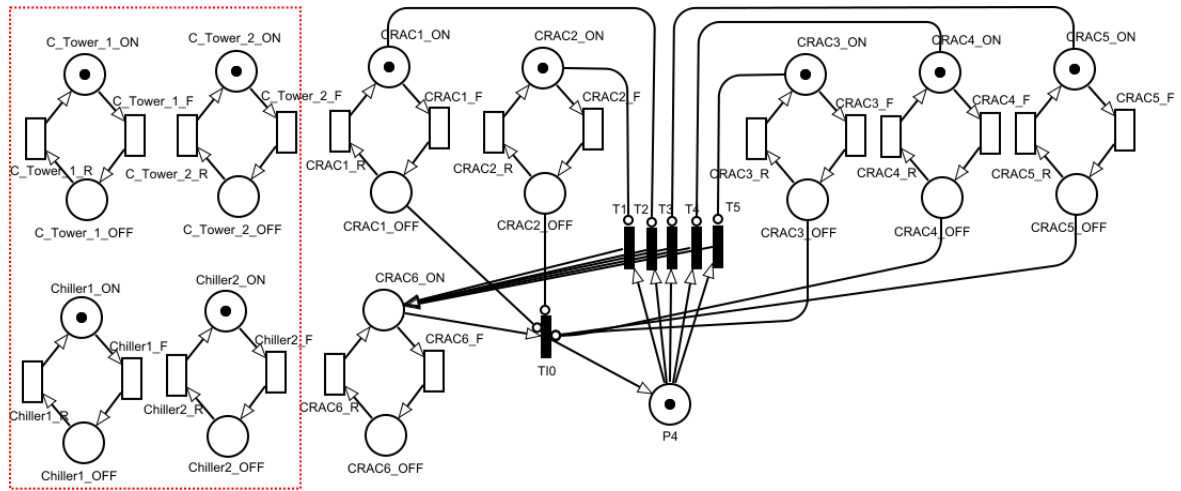 C_Tower_1_ON
C_Tower_2_ON
CRAC1_ON
CRAC2_ON
CRAC3_ON
CRAC4_ON
CRAC5_ON
C_Tower_1_F
C_Tower_2_F
CRAC1_F
CRAC2_F
CRAC3_F
CRAC4_F
CRAC5_F
C_Tower_1_R
C_Tower_2_R
CRAC1_R
CRAC2_R
CRAC3_R
CRAC4_R
CRAC5_R
C_Tower_1_OFF
C_Tower_2_OFF
CRAC1_OFF
CRAC2_OFF
T1
T2
T3
T4
T5
CRAC3_OFF
CRAC4_OFF
CRAC5_OFF
Chiller1_ON
Chiller2_ON
CRAC6_ON
Chiller1_F
Chiller2_F
CRAC6_F
TI0
Chiller1_R
Chiller2_R
CRAC6_R
P4
Chiller1_OFF
Chiller2_OFF
CRAC6_OFF